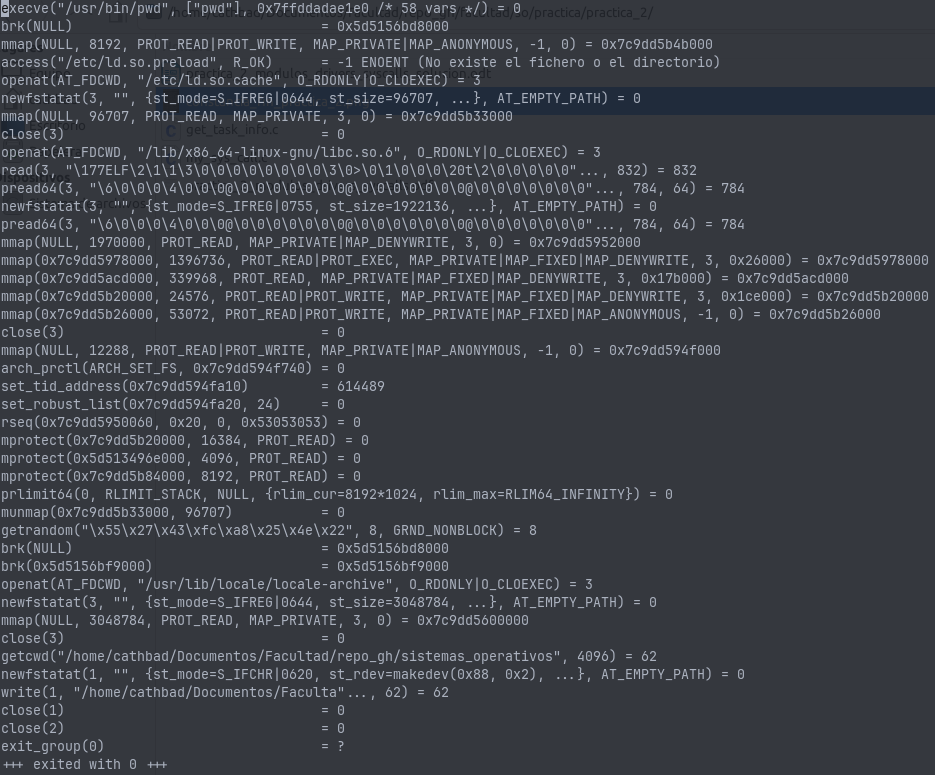 execve("/usr/bin/pwd", ["pwd"], 0x7ffddadae1e0 /* 58 vars */) = 0
brk(NULL) = 0x5d5156bd8000
mmap(NULL, 8192, PROT_READ|PROT_WRITE, MAP_PRIVATE|MAP_ANONYMOUS, -1, 0) = 0x7c9dd5b4b000
access("/etc/ld.so.preload", R_OK) = -1 ENOENT (No existe el fichero o el directorio)
openat(AT_FDCWD, "/etc/ld.so.cache", O_RDONLY|O_CLOEXEC) = 3
newfstatat(3, "", {st_mode=S_IFREG|0644, st_size=96707, ...}, AT_EMPTY_PATH) = 0
mmap(NULL, 96707, PROT_READ, MAP_PRIVATE, 3, 0) = 0x7c9dd5b33000
close(3) = 0
get_task_info.c
openat(AT_FDCWD, "/lib/x86_64-linux-gnu/libc.so.6", O_RDONLY|O_CLOEXEC) = 3
read(3, "\177ELF\2\1\1\3\0\0\0\0\0\0\0\0\3\0>\0\1\0\0\0\20t\2\0\0\0\0\0"..., 832) = 832
pread64(3, "\6\0\0\0\4\0\0\0@\0\0\0\0\0\0\0@\0\0\0\0\0\0\0@\0\0\0\0\0\0\0"..., 784, 64) = 784
newfstatat(3, "", {st_mode=S_IFREG|0755, st_size=1922136, ...}, AT_EMPTY_PATH) = 0
pread64(3, "\6\0\0\0\4\0\0\0@\0\0\0\0\0\0\0@\0\0\0\0\0\0\0@\0\0\0\0\0\0\0"..., 784, 64) = 784
mmap(NULL, 1970000, PROT_READ, MAP_PRIVATE|MAP_DENYWRITE, 3, 0) = 0x7c9dd5952000
mmap(0x7c9dd5978000, 1396736, PROT_READ|PROT_EXEC, MAP_PRIVATE|MAP_FIXED|MAP_DENYWRITE, 3, 0x26000) = 0x7c9dd5978000
mmap(0x7c9dd5acd000, 339968, PROT_READ, MAP_PRIVATE|MAP_FIXED|MAP_DENYWRITE, 3, 0x17b000) = 0x7c9dd5acd000
mmap(0x7c9dd5b20000, 24576, PROT_READ|PROT_WRITE, MAP_PRIVATE|MAP_FIXED|MAP_DENYWRITE, 3, 0x1ce000) = 0x7c9dd5b20000
mmap(0x7c9dd5b26000, 53072, PROT_READ|PROT_WRITE, MAP_PRIVATE|MAP_FIXED|MAP_ANONYMOUS, -1, 0) = 0x7c9dd5b26000
close(3) = 0
mmap(NULL, 12288, PROT_READ|PROT_WRITE, MAP_PRIVATE|MAP_ANONYMOUS, -1, 0) = 0x7c9dd594f000
arch_prctl(ARCH_SET_FS, 0x7c9dd594f740) = 0
set_tid_address(0x7c9dd594fa10) = 614489
set_robust_list(0x7c9dd594fa20, 24) = 0
rseq(0x7c9dd5950060, 0x20, 0, 0x53053053) = 0
mprotect(0x7c9dd5b20000, 16384, PROT_READ) = 0
mprotect(0x5d513496e000, 4096, PROT_READ) = 0
mprotect(0x7c9dd5b84000, 8192, PROT_READ) = 0
prlimit64(0, RLIMIT_STACK, NULL, {rlim_cur=8192*1024, rlim_max=RLIM64_INFINITY}) = 0
munmap(0x7c9dd5b33000, 96707) = 0
getrandom("\x55\x27\x43\xfc\xa8\x25\x4e\x22", 8, GRND_NONBLOCK) = 8
brk(NULL) = 0x5d5156bd8000
brk(0x5d5156bf9000) = 0x5d5156bf9000
openat(AT_FDCWD, "/usr/lib/locale/locale-archive", O_RDONLY|O_CLOEXEC) = 3
newfstatat(3, "", {st_mode=S_IFREG|0644, st_size=3048784, ...}, AT_EMPTY_PATH) = 0
mmap(NULL, 3048784, PROT_READ, MAP_PRIVATE, 3, 0) = 0x7c9dd5600000
close(3) = 0
getcwd("/home/cathbad/Documentos/Facultad/repo_gh/sistemas_operativos", 4096) = 62
newfstatat(1, "", {st_mode=S_IFCHR|0620, st_rdev=makedev(0x88, 0x2), ...}, AT_EMPTY_PATH) = 0
write(1, "/home/cathbad/Documentos/Faculta"..., 62) = 62
close(1) = 0
close(2) = 0
exit_group(0) = ?
+++ exited with 0 +++